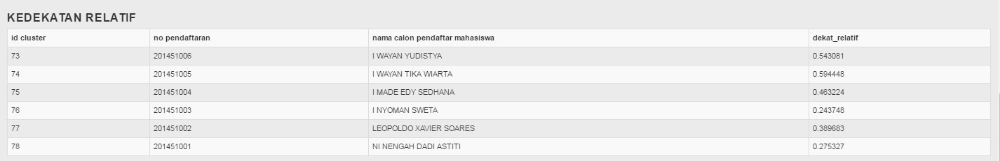 KEDEKATAN RELATIF
id cluster no pendaftaran nama calon pendaftar mahasiswa dekat_relatif
73 201451006 I WAYAN YUDISTYA 0.543081
74 201451005 I WAYAN TIKA WIARTA 0.594448
75 201451004 I MADE EDY SEDHANA 0.463224
76 201451003 I NYOMAN SWETA 0.243748
77 201451002 LEOPOLDO XAVIER SOARES 0.389683
78 201451001 NI NENGAH DADI ASTITI 0.275327